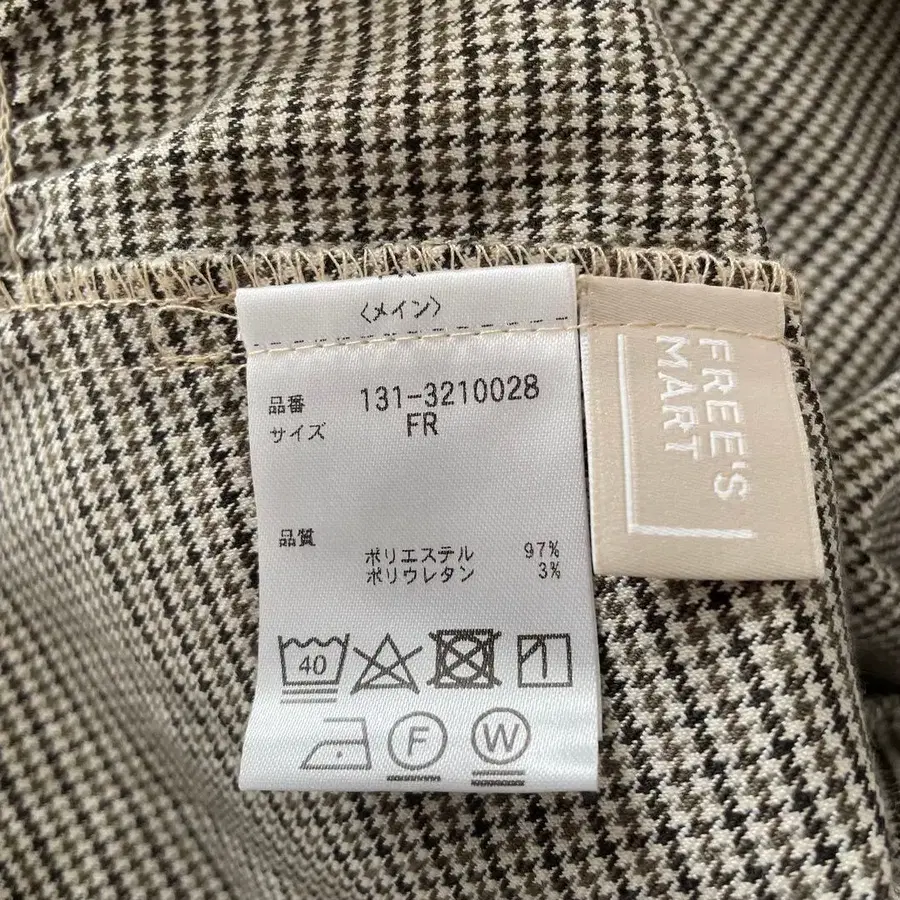 〈メイン〉
品番 131-3210028
サイズ FR
品質
ポリエステル 97%
ポリウレタン 3%
40
F W
FREE'S
MART